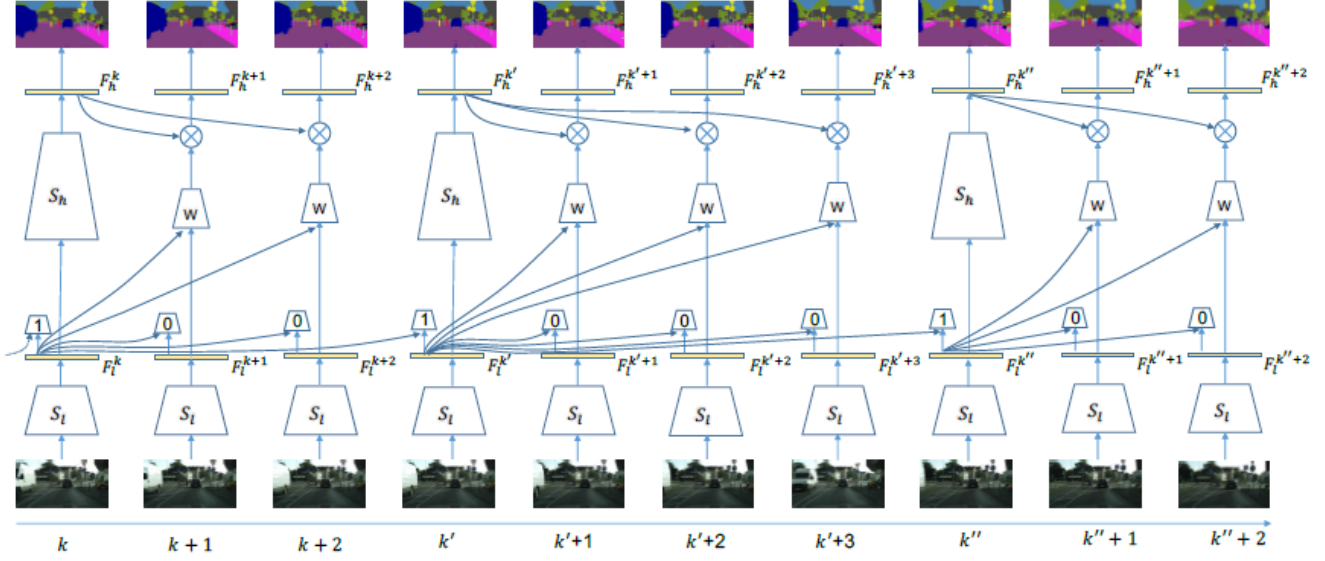 F_h^k F_h^{k+1} F_h^{k+2} F_h^{k'} F_h^{k'+1} F_h^{k'+2} F_h^{k'+3} F_h^{k''} F_h^{k''+1} F_h^{k''+2}
S_h S_h S_h
W W W W W W W
1 0 0 1 0 0 0 1 0 0
F_l^k F_l^{k+1} F_l^{k+2} F_l^{k'} F_l^{k'+1} F_l^{k'+2} F_l^{k'+3} F_l^{k''} F_l^{k''+1} F_l^{k''+2}
S_l S_l S_l S_l S_l S_l S_l S_l S_l S_l
k k + 1 k + 2 k' k'+1 k'+2 k'+3 k'' k'' + 1 k'' + 2